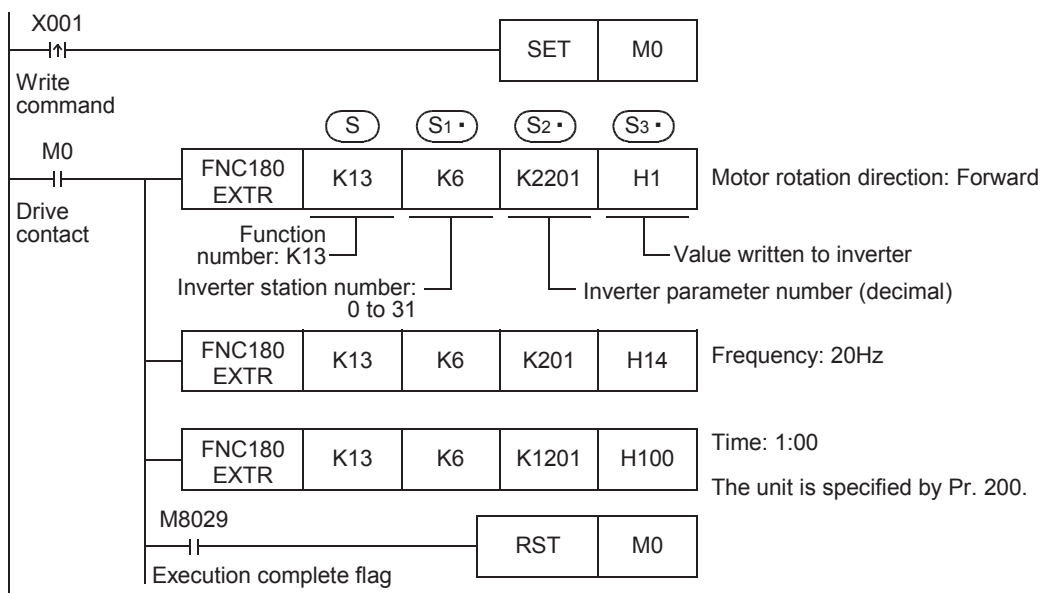 X001
SET M0
Write
command
S S1・ S2・ S3・
M0
FNC180
EXTR K13 K6 K2201 H1 Motor rotation direction: Forward
Drive
contact
Function
number: K13
Value written to inverter
Inverter station number:
0 to 31
Inverter parameter number (decimal)
FNC180
EXTR K13 K6 K201 H14 Frequency: 20Hz
FNC180
EXTR K13 K6 K1201 H100 Time: 1:00
The unit is specified by Pr. 200.
M8029
RST M0
Execution complete flag